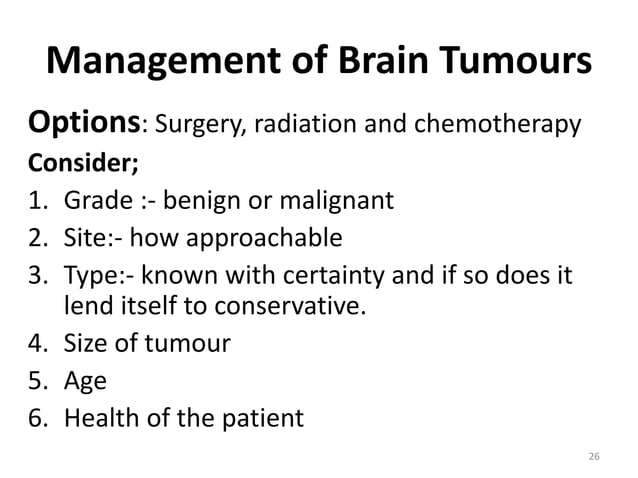 Management of Brain Tumours
Options: Surgery, radiation and chemotherapy
Consider;
1. Grade :- benign or malignant
2. Site:- how approachable
3. Type:- known with certainty and if so does it
lend itself to conservative.
4. Size of tumour
5. Age
6. Health of the patient
26